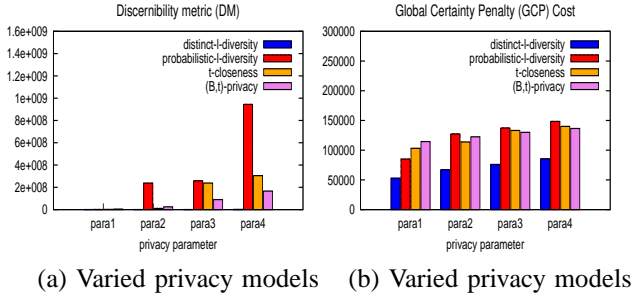 Discernibility metric (DM)
1.6e+009
1.4e+009
1.2e+009
1e+009
8e+008
6e+008
4e+008
2e+008
0
distinct-l-diversity
probabilistic-l-diversity
t-closeness
(B,t)-privacy
para1 para2 para3 para4
privacy parameter
(a) Varied privacy models
Global Certainty Penalty (GCP) Cost
300000
250000
200000
150000
100000
50000
0
distinct-l-diversity
probabilistic-l-diversity
t-closeness
(B,t)-privacy
para1 para2 para3 para4
privacy parameter
(b) Varied privacy models